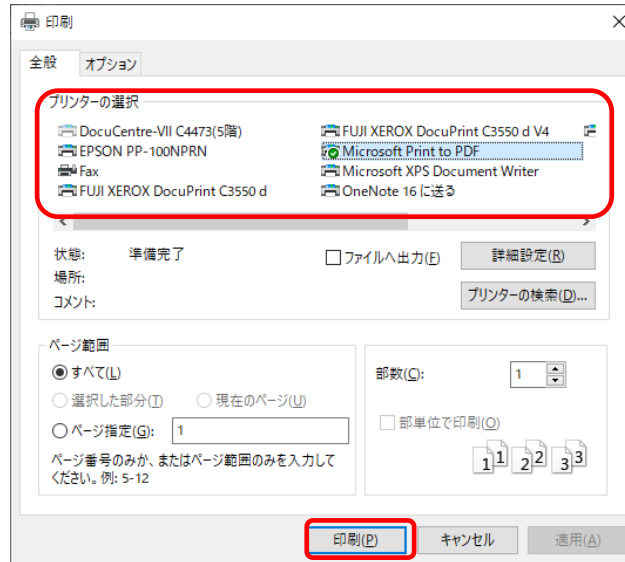 印刷
全般 オプション
プリンターの選択
DocuCentre-VII C4473(5階) FUJI XEROX DocuPrint C3550 d V4
EPSON PP-100NPRN Microsoft Print to PDF
Fax Microsoft XPS Document Writer
FUJI XEROX DocuPrint C3550 d OneNote 16 に送る
状態: 準備完了 ファイルへ出力(F) 詳細設定(R)
場所:
コメント: プリンターの検索(D)...
ページ範囲
すべて(L) 部数(C): 1
選択した部分(T) 現在のページ(U)
ページ指定(G): 1 部単位で印刷(O)
ページ番号のみか、またはページ範囲のみを入力して
ください。例: 5-12
11 22 33
印刷(P) キャンセル 適用(A)